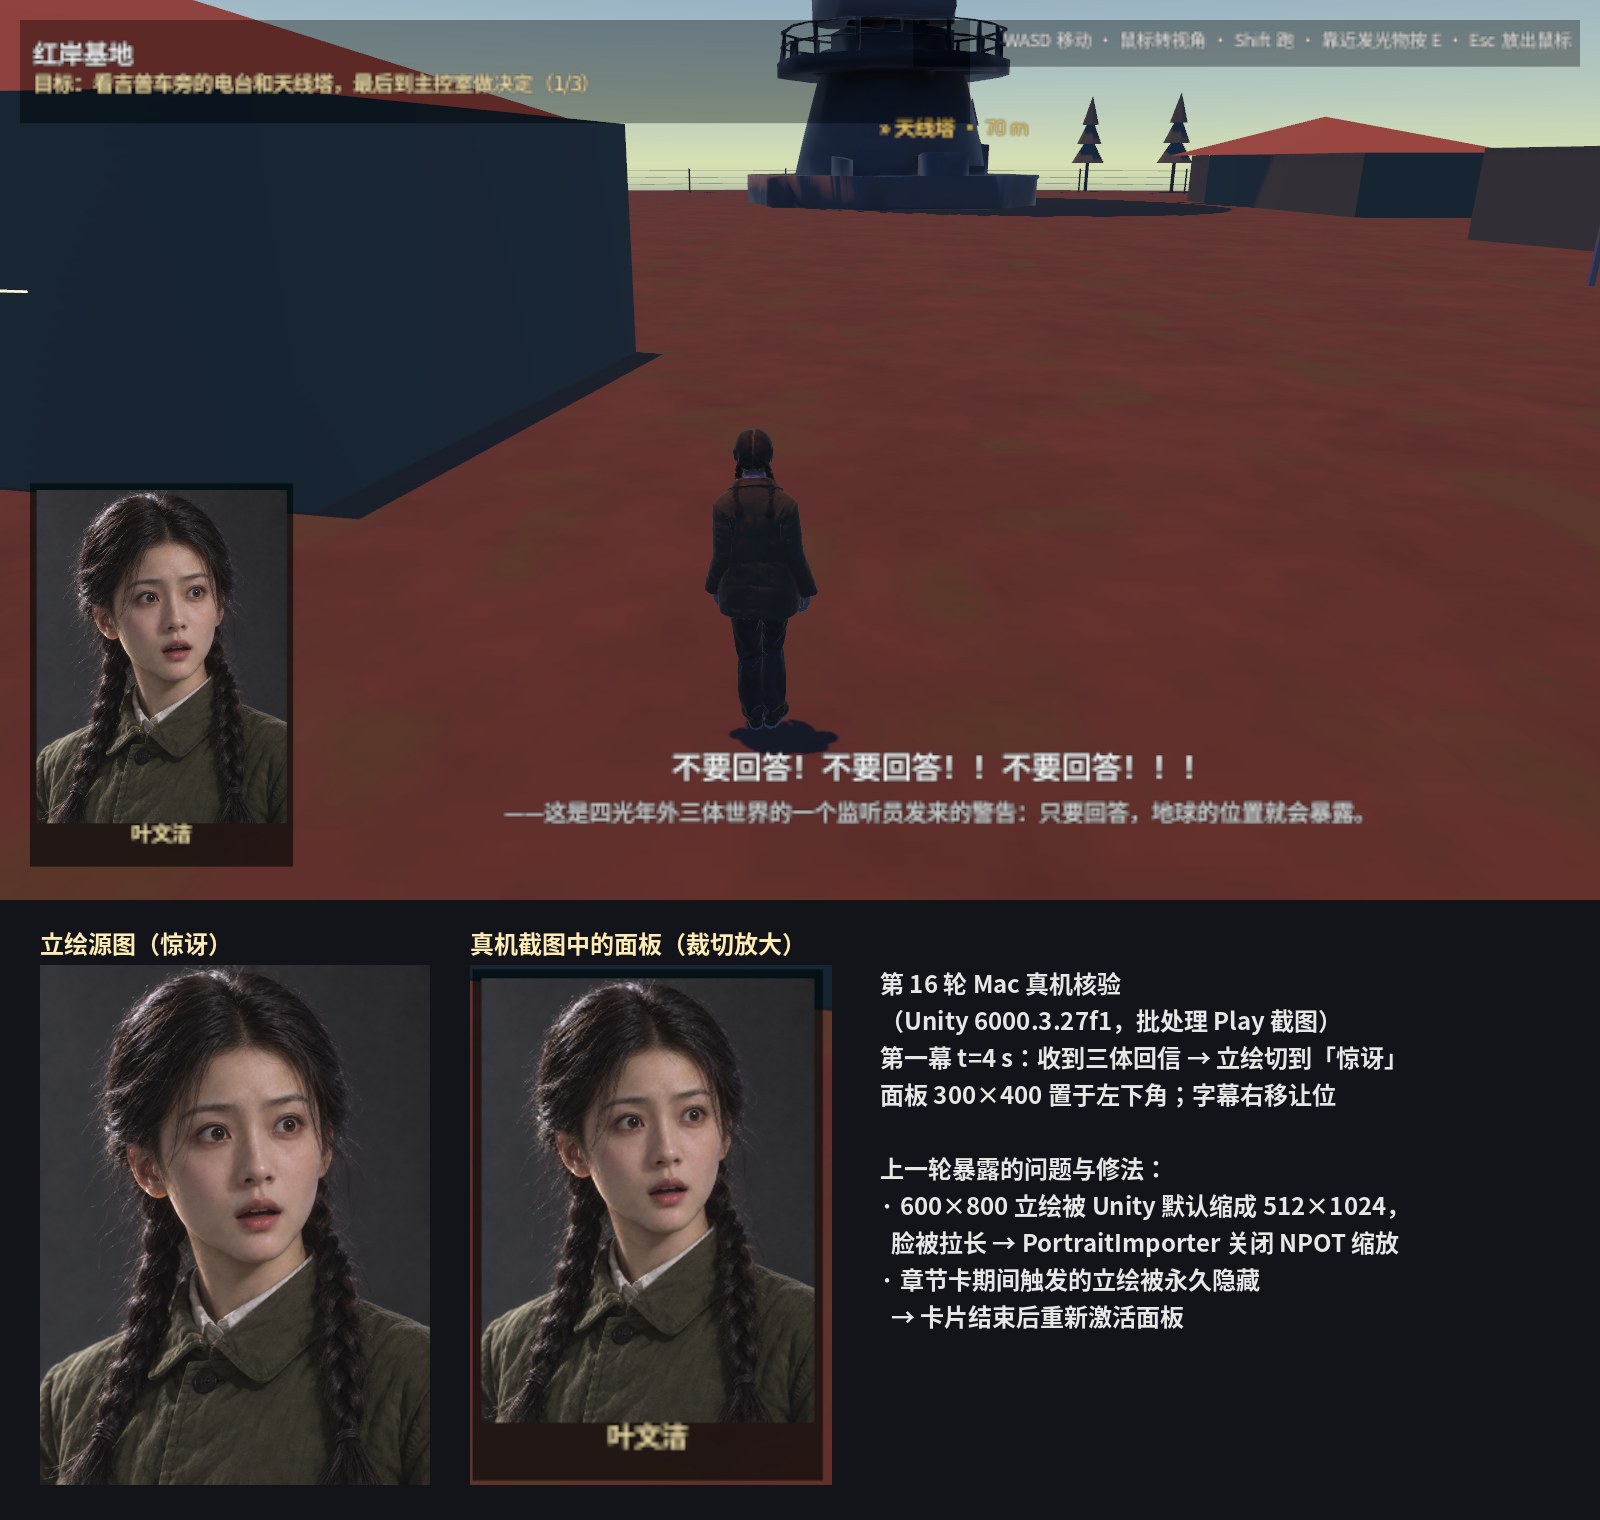 红岸基地
目标：看吉普车旁的电台和天线塔，最后到主控室做决定（1/3）
WASD 移动 · 鼠标转视角 · Shift 跑 · 靠近发光物按 E · Esc 放出鼠标
» 天线塔 · 70 m
叶文洁
不要回答！不要回答！！不要回答！！！
——这是四光年外三体世界的一个监听员发来的警告：只要回答，地球的位置就会暴露。
立绘源图（惊讶）
真机截图中的面板（裁切放大）
叶文洁
第 16 轮 Mac 真机核验
（Unity 6000.3.27f1，批处理 Play 截图）
第一幕 t=4 s：收到三体回信 → 立绘切到「惊讶」
面板 300×400 置于左下角；字幕右移让位
上一轮暴露的问题与修法：
· 600×800 立绘被 Unity 默认缩成 512×1024，
脸被拉长 → PortraitImporter 关闭 NPOT 缩放
· 章节卡期间触发的立绘被永久隐藏
→ 卡片结束后重新激活面板